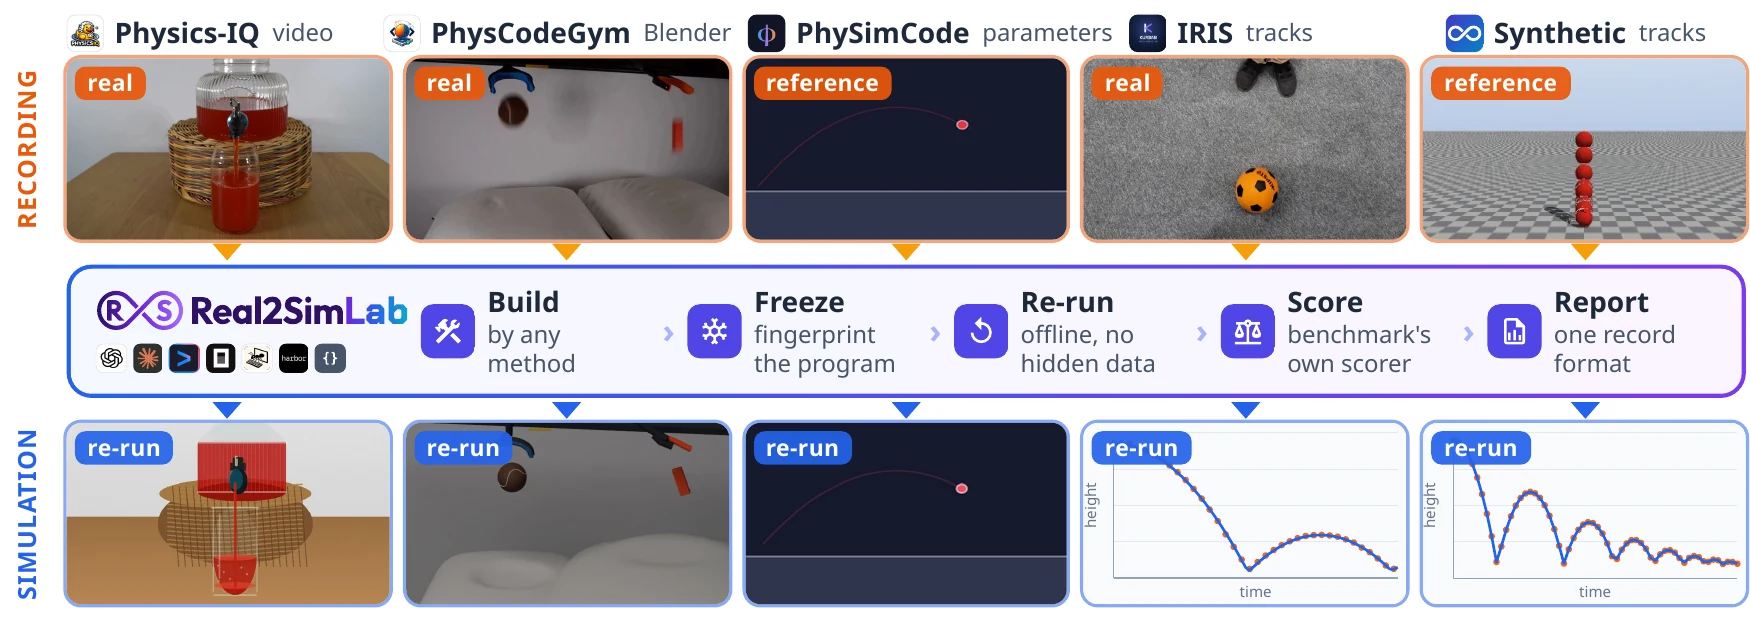 Physics-IQ video
PhysCodeGym Blender
PhySimCode parameters
IRIS tracks
Synthetic tracks
RECORDING
real
real
reference
real
reference
R S Real2SimLab
harbor
{}
Build
by any
method
Freeze
fingerprint
the program
Re-run
offline, no
hidden data
Score
benchmark's
own scorer
Report
one record
format
SIMULATION
re-run
re-run
re-run
re-run
height
time
re-run
height
time